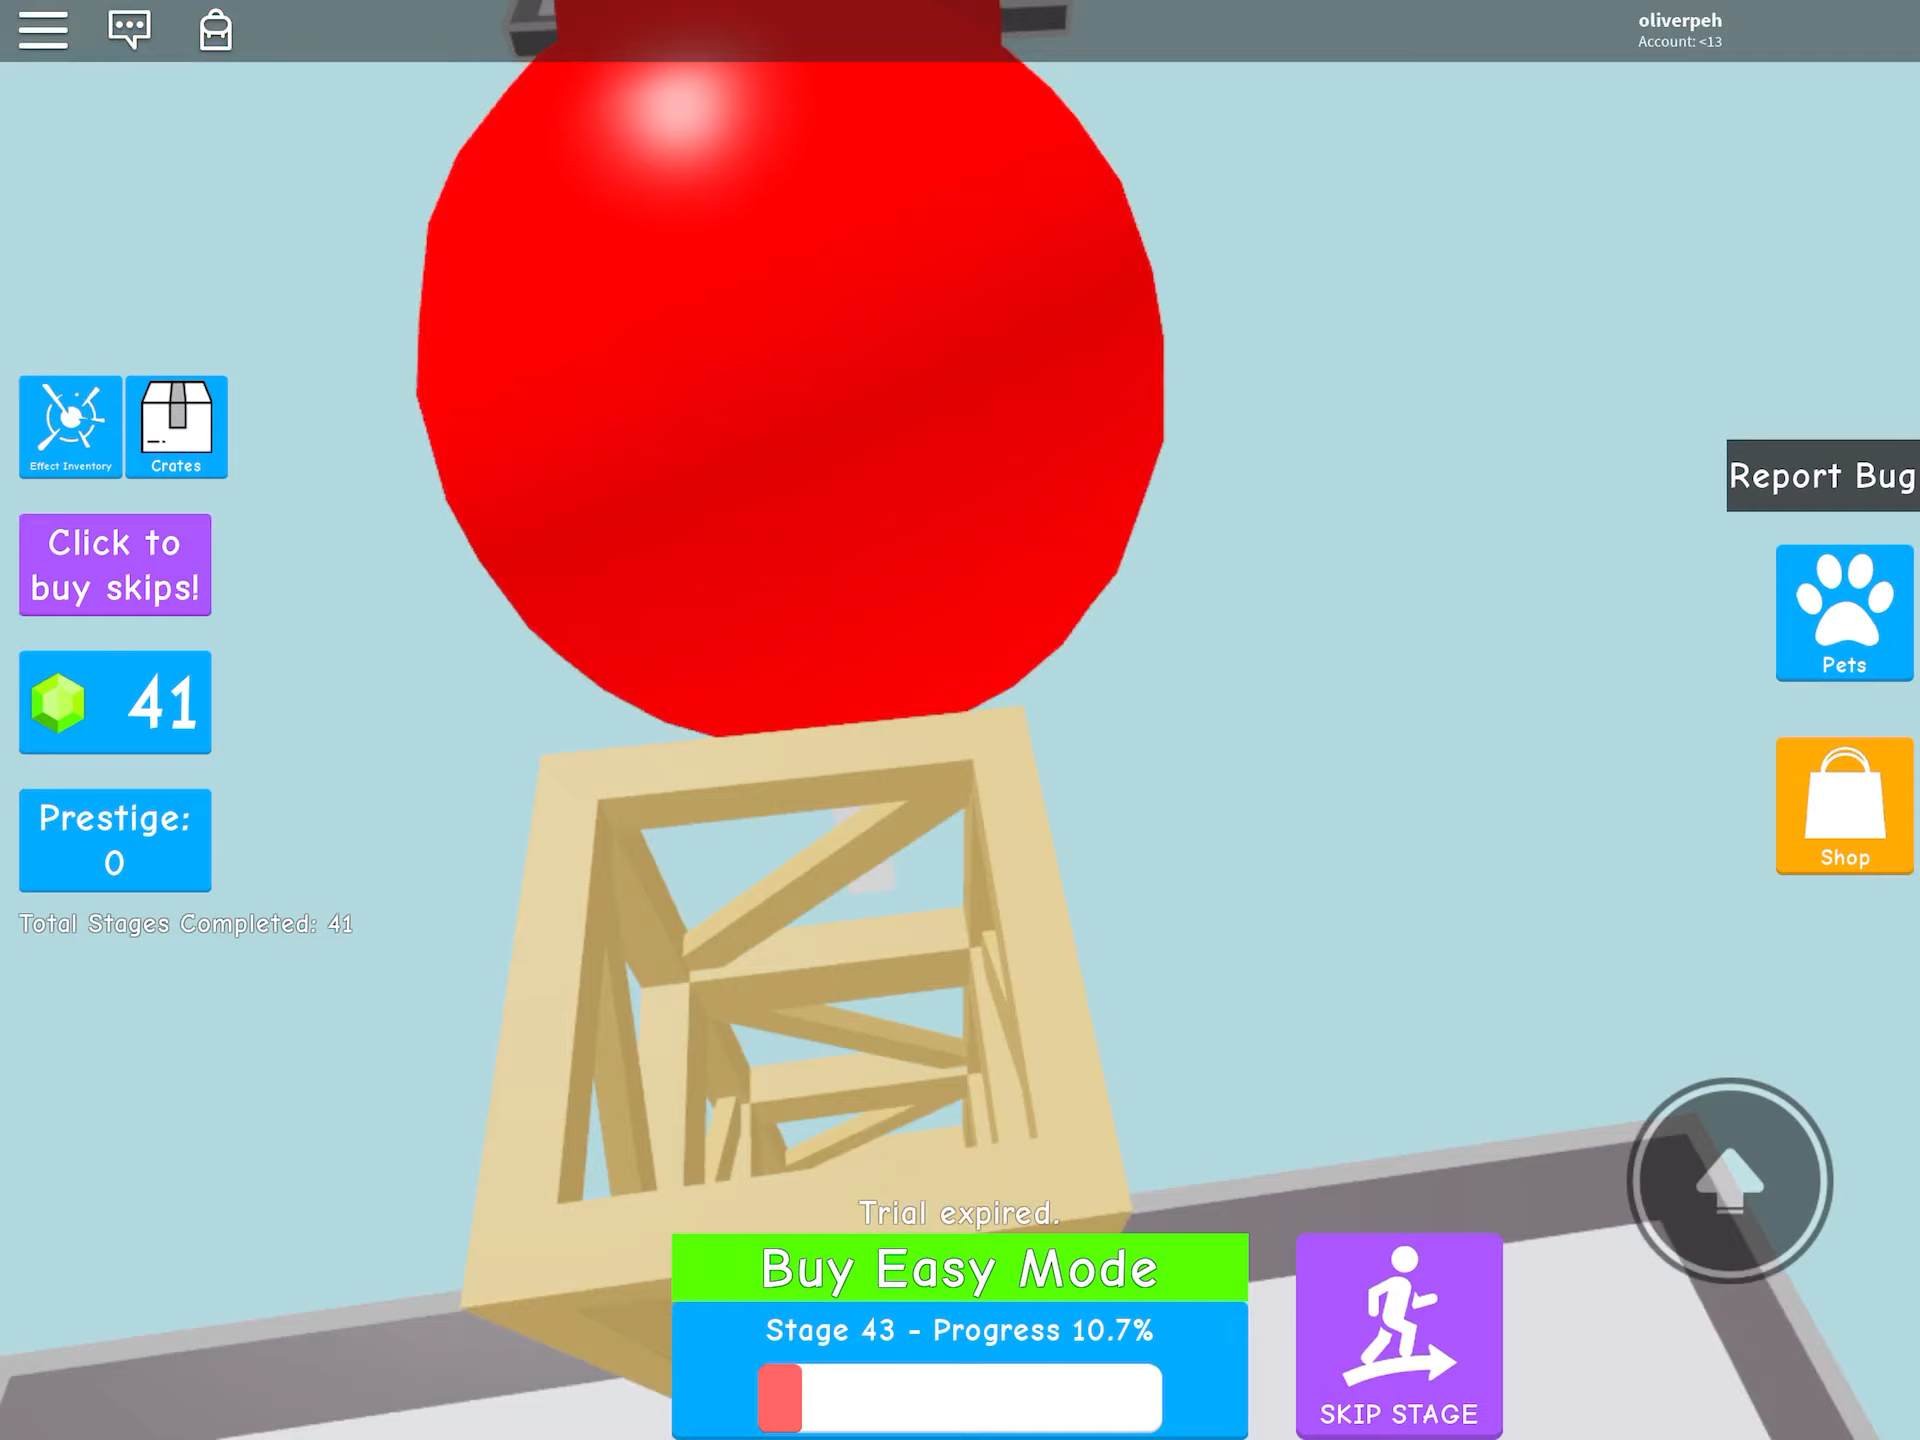 oliverpeh
Account: <13
Effect Inventory
Crates
Click to
buy skips!
41
Prestige:
0
Total Stages Completed: 41
Report Bug
Pets
Shop
Trial expired.
Buy Easy Mode
Stage 43 - Progress 10.7%
SKIP STAGE